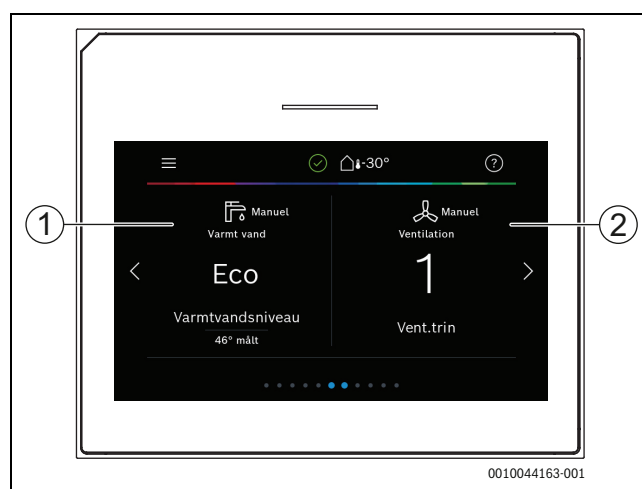 -30°
?
Manuel
Varmt vand
Manuel
Ventilation
1
2
Eco
1
Varmtvandsniveau
46° målt
Vent.trin
0010044163-001